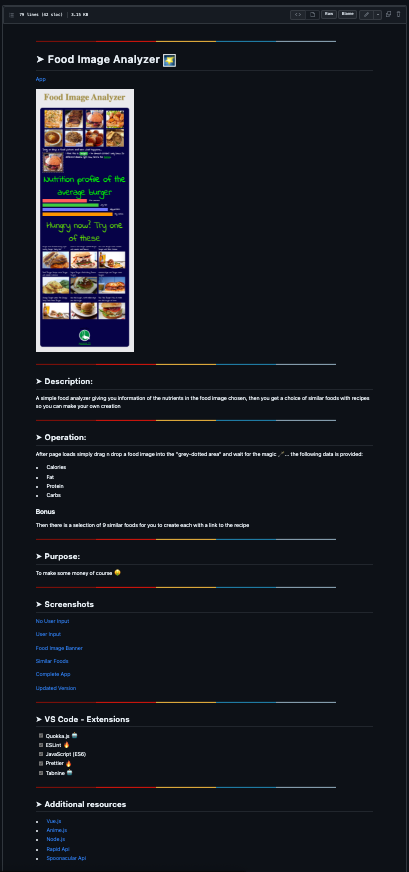 79 lines (42 sloc) | 3.15 KB
Raw Blame
➤ Food Image Analyzer
App
Food Image Analyzer
Nutrition profile of the
average burger
Hungry now? Try one
of these
➤ Description:
A simple food analyzer giving you information of the nutrients in the food image chosen, then you get a choice of similar foods with recipes
so you can make your own creation
➤ Operation:
After page loads simply drag n drop a food image into the "grey-dotted area" and wait for the magic 🪄... the following data is provided:
• Calories
• Fat
• Protein
• Carbs
Bonus
Then there is a selection of 9 similar foods for you to create each with a link to the recipe
➤ Purpose:
To make some money of course 😄
➤ Screenshots
No User Input
User Input
Food Image Banner
Similar Foods
Complete App
Updated Version
➤ VS Code - Extensions
Quokka.js
ESLint 🔥
JavaScript (ES6)
Prettier 🔥
Tabnine
➤ Additional resources
• Vue.js
• Anime.js
• Node.js
• Rapid Api
• Spoonacular Api